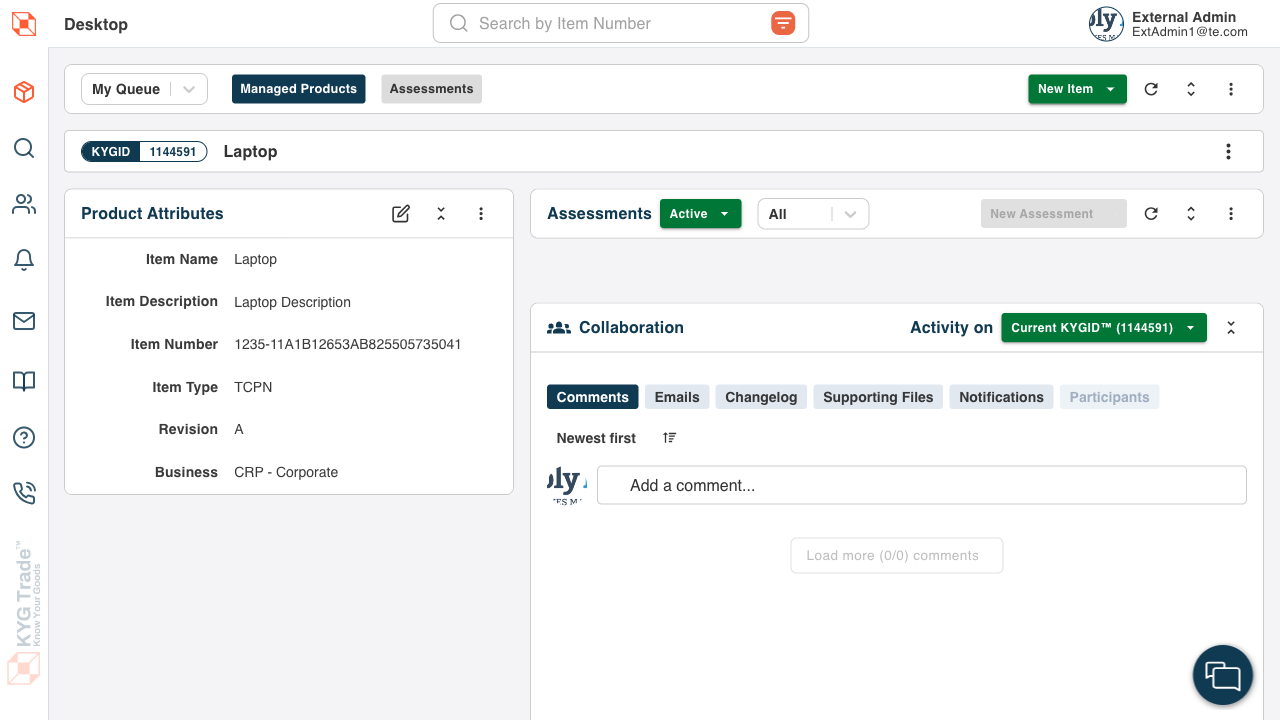 Desktop
Search by Item Number
External Admin
ExtAdmin1@te.com
My Queue
Managed Products
Assessments
New Item
KYGID 1144591
Laptop
Product Attributes
Item Name Laptop
Item Description Laptop Description
Item Number 1235-11A1B12653AB825505735041
Item Type TCPN
Revision A
Business CRP - Corporate
Assessments
Active
All
New Assessment
Collaboration
Activity on
Current KYGID™ (1144591)
Comments
Emails
Changelog
Supporting Files
Notifications
Participants
Newest first
Add a comment...
Load more (0/0) comments
KYG Trade™
Know Your Goods